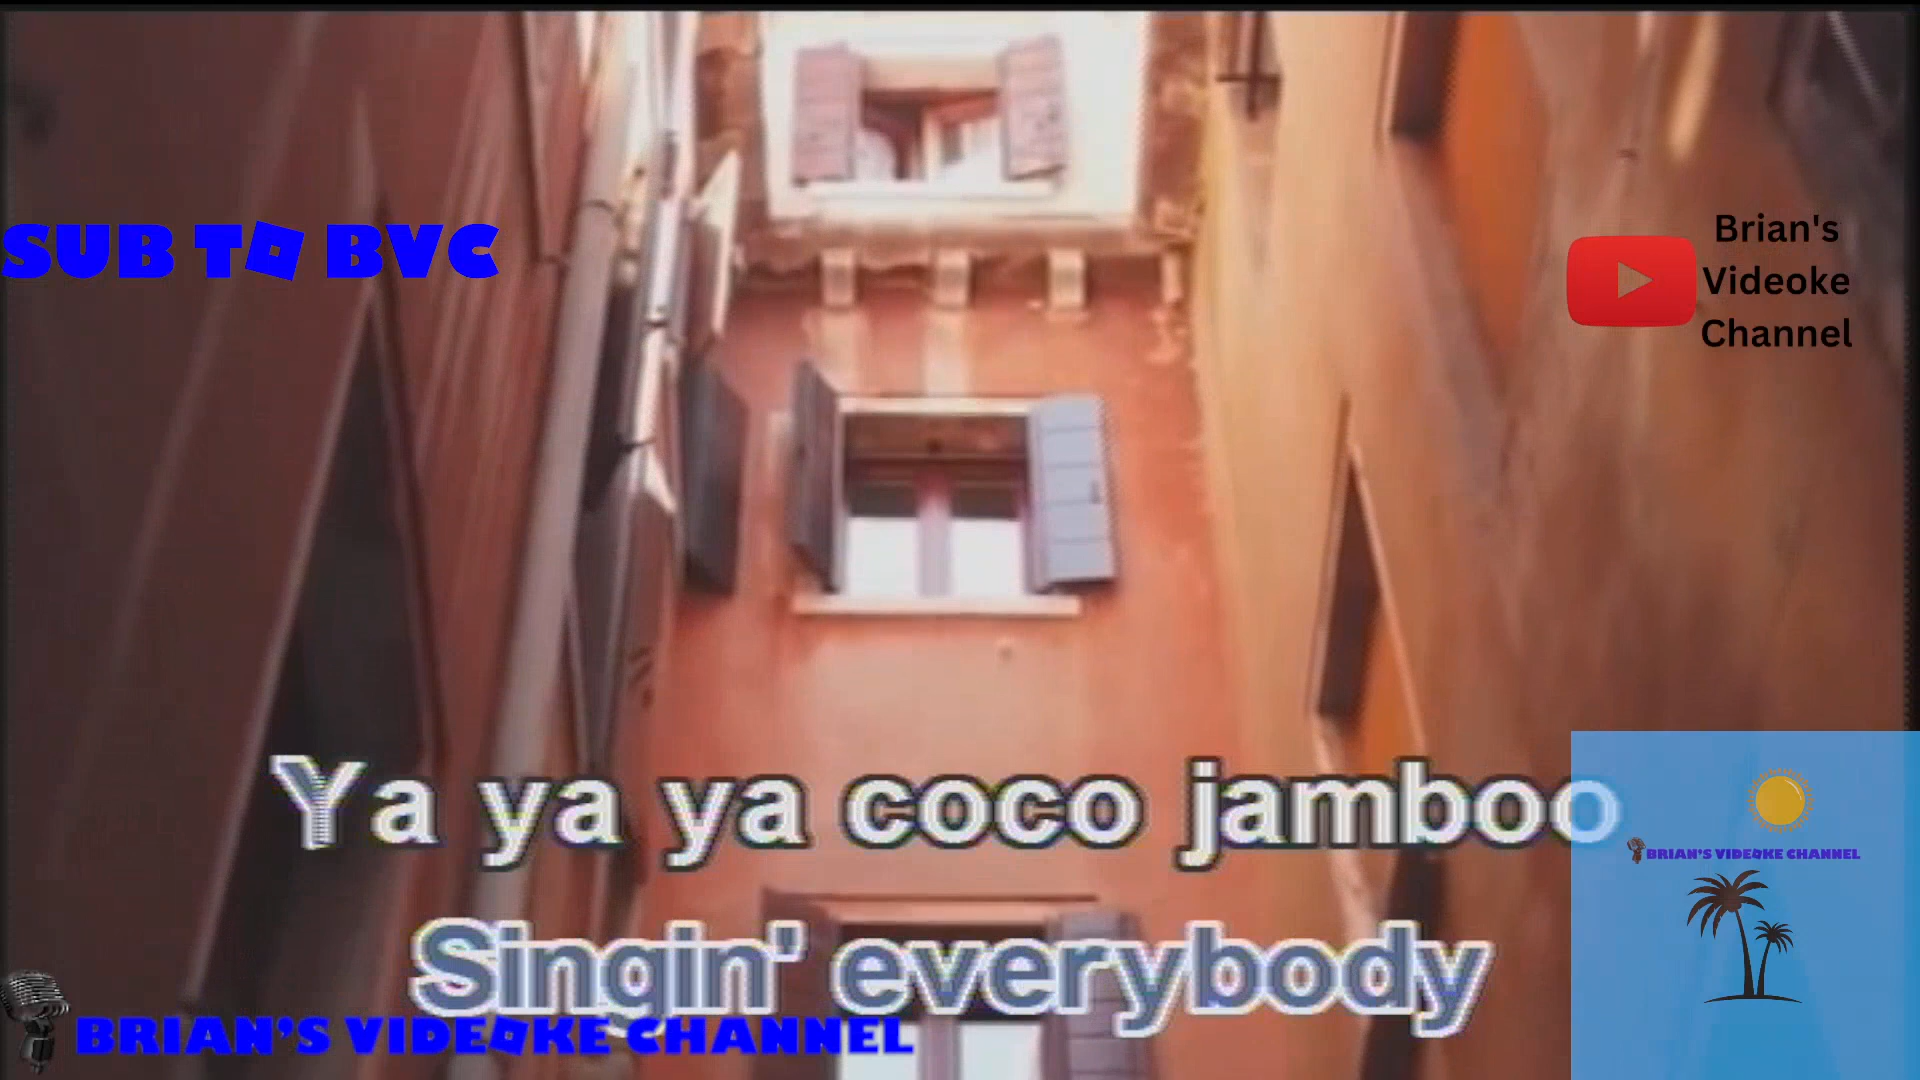 SUB TO BVC
Brian's
Videoke
Channel
Ya ya ya coco jamboo
BRIAN'S VIDEOKE CHANNEL
Singin' everybody
BRIAN'S VIDEOKE CHANNEL